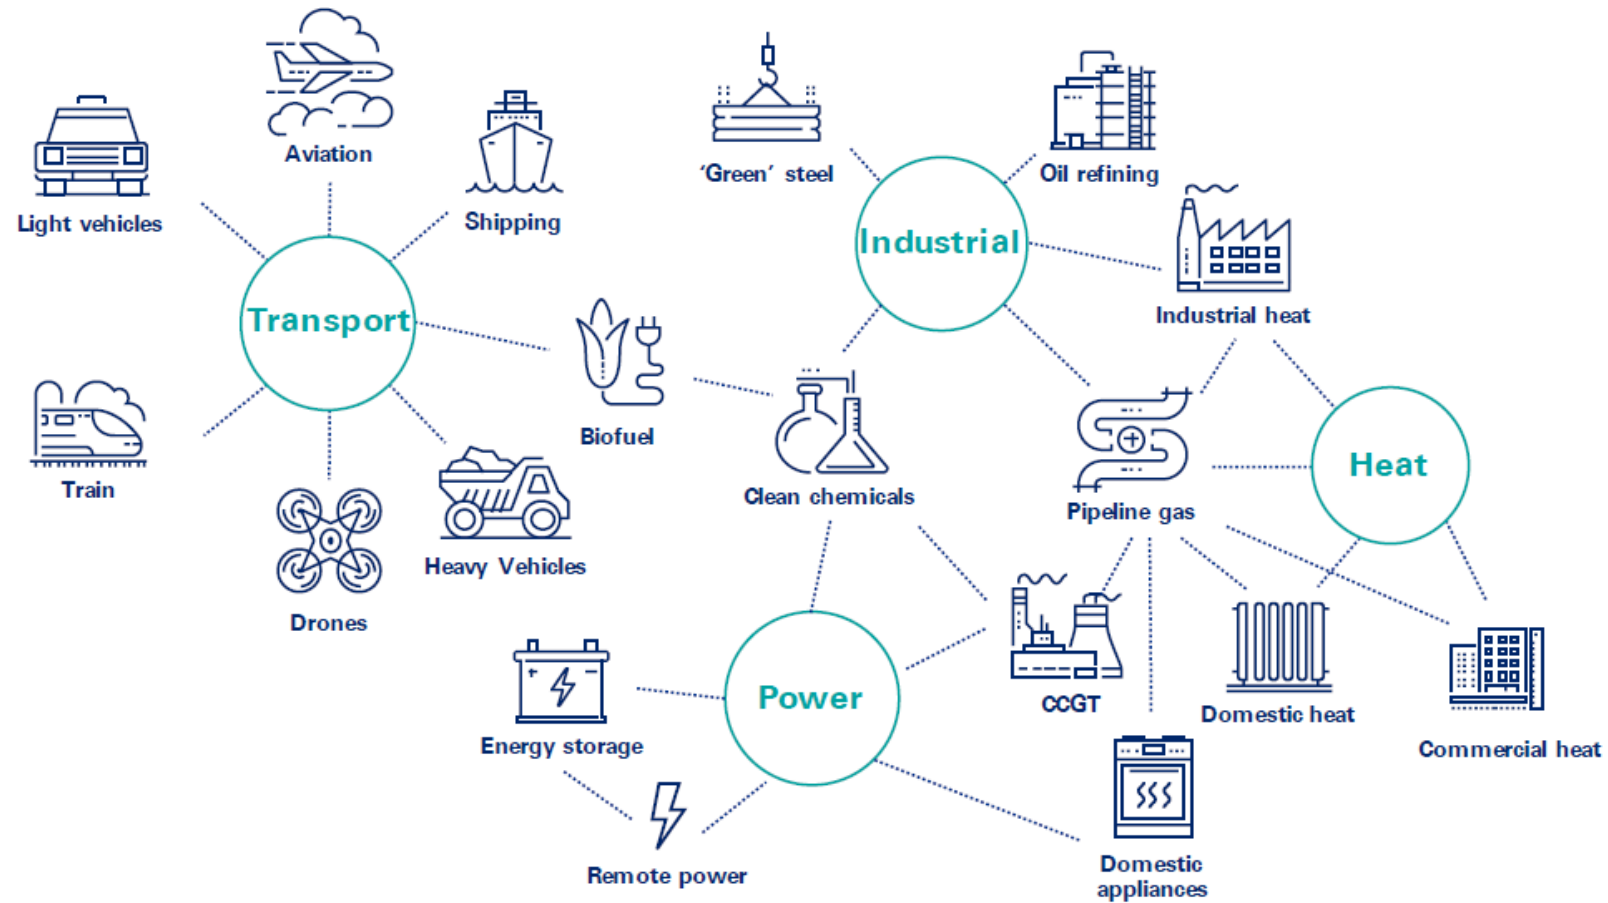 Aviation
'Green' steel
Oil refining
Light vehicles
Shipping
Industrial
Transport
Industrial heat
Biofuel
Heat
Train
Clean chemicals
Pipeline gas
Heavy Vehicles
Drones
Power
CCGT
Domestic heat
Energy storage
Commercial heat
Remote power
Domestic
appliances